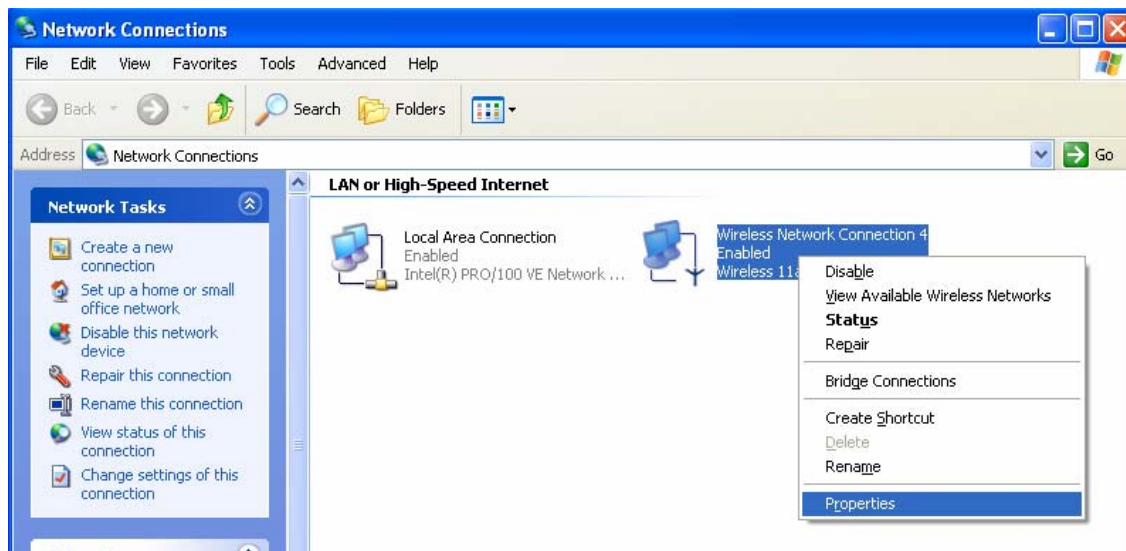 Network Connections
File Edit View Favorites Tools Advanced Help
Back Search Folders
Address Network Connections Go
Network Tasks
Create a new
connection
Set up a home or small
office network
Disable this network
device
Repair this connection
Rename this connection
View status of this
connection
Change settings of this
connection
LAN or High-Speed Internet
Local Area Connection
Enabled
Intel(R) PRO/100 VE Network ...
Wireless Network Connection 4
Enabled
Wireless 11a
Disable
View Available Wireless Networks
Status
Repair
Bridge Connections
Create Shortcut
Delete
Rename
Properties